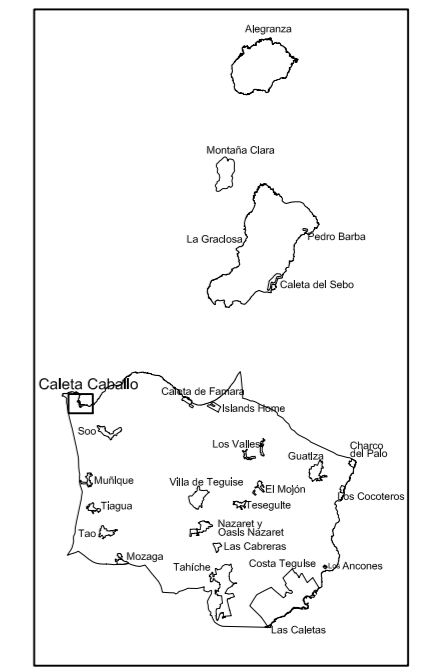 Alegranza
Montaña Clara
La Graciosa
Pedro Barba
Caleta del Sebo
Caleta Caballo
Caleta de Famara
Islands Home
Soo
Los Valles
Guatiza
Charco
del Palo
Muñique
Villa de Teguise
El Mojón
Los Cocoteros
Tiagua
Teseguite
Tao
Nazaret y
Oasis Nazaret
Las Cabreras
Mozaga
Tahíche
Costa Teguise
Los Ancones
Las Caletas